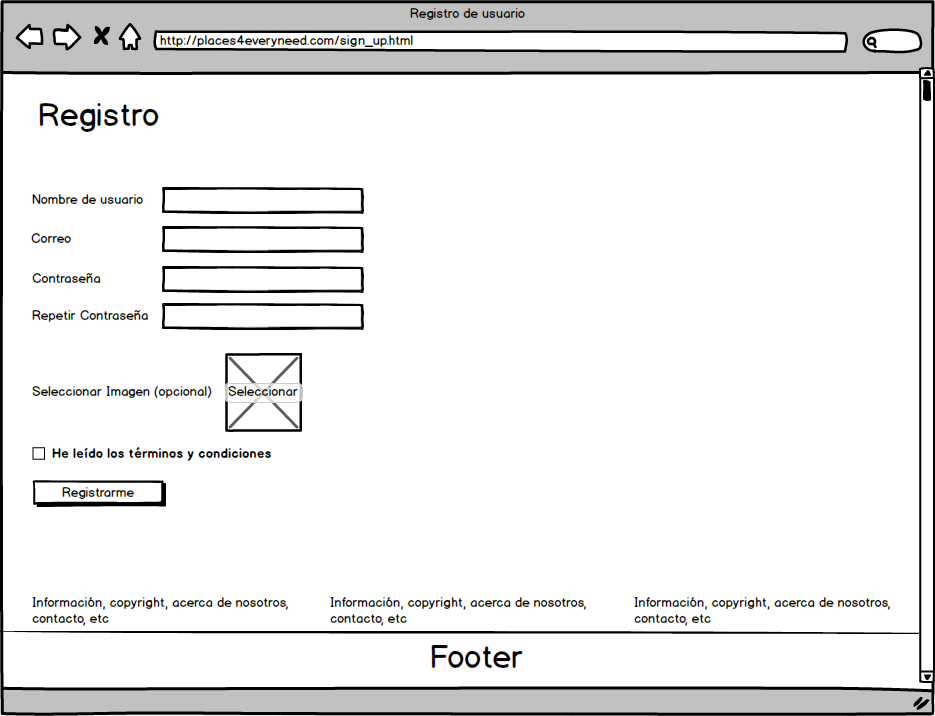 Registro de usuario
http://places4everyneed.com/sign_up.html
Registro
Nombre de usuario
Correo
Contraseña
Repetir Contraseña
Seleccionar Imagen (opcional)
Seleccionar
He leído los términos y condiciones
Registrarme
Información, copyright, acerca de nosotros,
contacto, etc
Información, copyright, acerca de nosotros,
contacto, etc
Información, copyright, acerca de nosotros,
contacto, etc
Footer